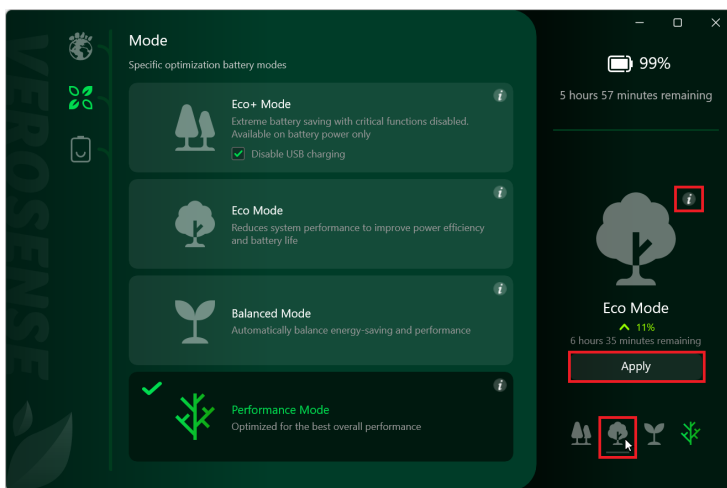 VEROSENSE
Mode
Specific optimization battery modes
Eco+ Mode
Extreme battery saving with critical functions disabled.
Available on battery power only
Disable USB charging
Eco Mode
Reduces system performance to improve power efficiency
and battery life
Balanced Mode
Automatically balance energy-saving and performance
Performance Mode
Optimized for the best overall performance
99%
5 hours 57 minutes remaining
Eco Mode
11%
6 hours 35 minutes remaining
Apply